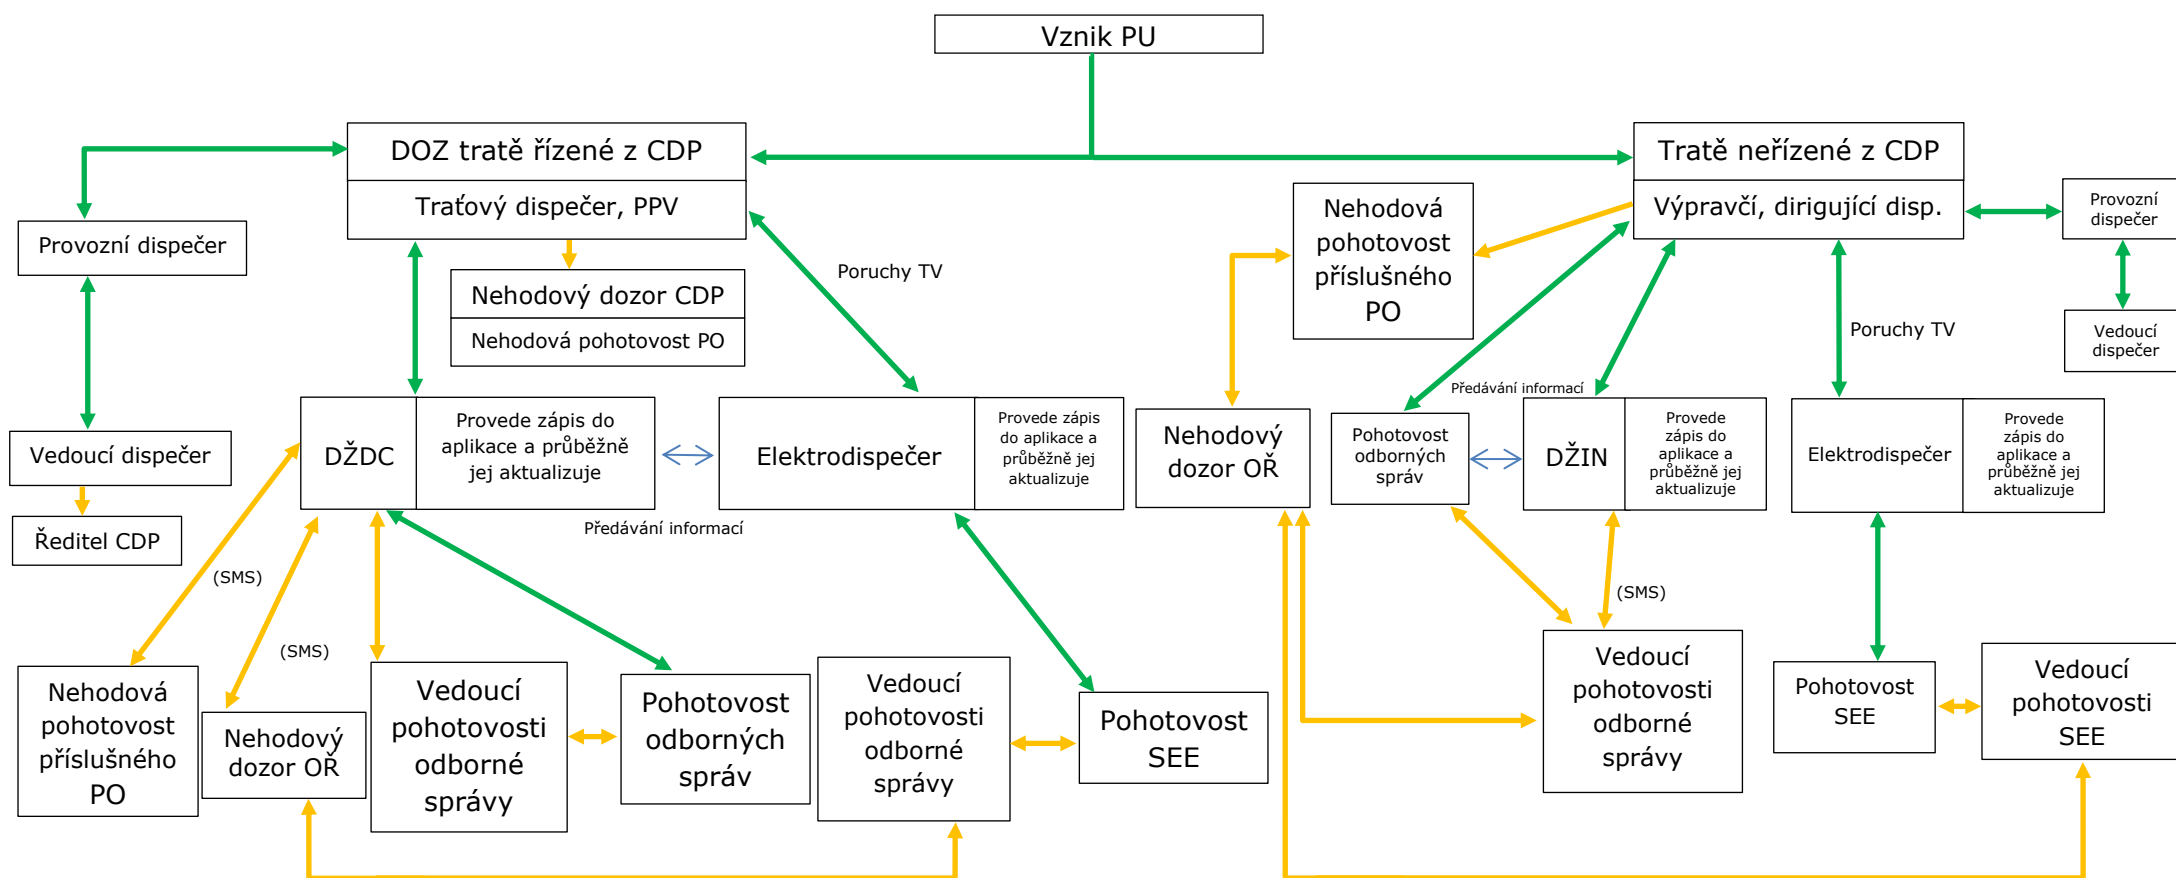 Vznik PU
DOZ tratě řízené z CDP
Traťový dispečer, PPV
Tratě neřízené z CDP
Výpravčí, dirigující disp.
Provozní dispečer
Nehodový dozor CDP
Nehodová pohotovost PO
Poruchy TV
Nehodová
pohotovost
příslušného
PO
Poruchy TV
Provozní
dispečer
Vedoucí
dispečer
Vedoucí dispečer
Ředitel CDP
DŽDC
Provede zápis do
aplikace a průběžně
jej aktualizuje
Předávání informací
Elektrodispečer
Provede zápis
do aplikace a
průběžně jej
aktualizuje
Nehodový
dozor OŘ
Předávání informací
Pohotovost
odborných
správ
DŽIN
Provede
zápis do
aplikace a
průběžně jej
aktualizuje
Elektrodispečer
Provede
zápis do
aplikace a
průběžně jej
aktualizuje
(SMS)
(SMS)
(SMS)
Nehodová
pohotovost
příslušného
PO
Nehodový
dozor OŘ
Vedoucí
pohotovosti
odborné
správy
Pohotovost
odborných
správ
Vedoucí
pohotovosti
odborné
správy
Pohotovost
SEE
Vedoucí
pohotovosti
odborné
správy
Pohotovost
SEE
Vedoucí
pohotovosti
SEE